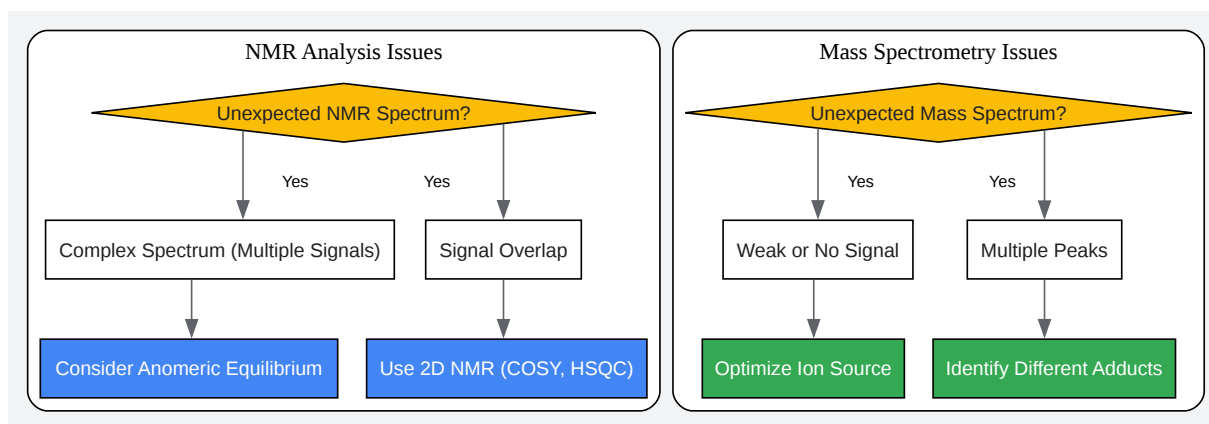 NMR Analysis Issues
Unexpected NMR Spectrum?
Yes
Yes
Complex Spectrum (Multiple Signals)
Signal Overlap
Consider Anomeric Equilibrium
Use 2D NMR (COSY, HSQC)
Mass Spectrometry Issues
Unexpected Mass Spectrum?
Yes
Yes
Weak or No Signal
Multiple Peaks
Optimize Ion Source
Identify Different Adducts